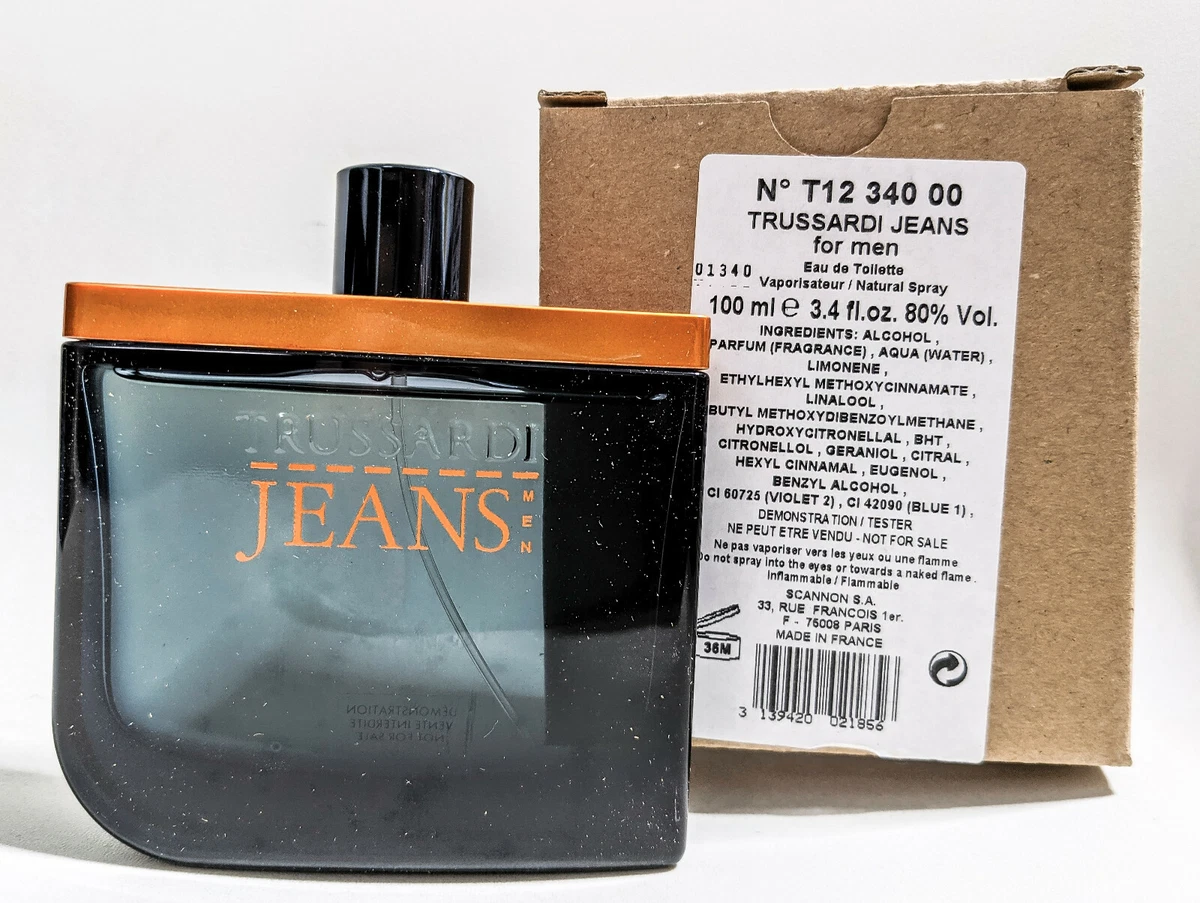 TRUSSARDI
JEANS
MEN
DEMONSTRATION
VENTE INTERDITE
NOT FOR SALE
N° T12 340 00
TRUSSARDI JEANS
for men
Eau de Toilette
01340
Vaporisateur / Natural Spray
100 ml ℮ 3.4 fl.oz. 80% Vol.
INGREDIENTS: ALCOHOL ,
PARFUM (FRAGRANCE) , AQUA (WATER) ,
LIMONENE ,
ETHYLHEXYL METHOXYCINNAMATE ,
LINALOOL ,
BUTYL METHOXYDIBENZOYLMETHANE ,
HYDROXYCITRONELLAL , BHT ,
CITRONELLOL , GERANIOL , CITRAL ,
HEXYL CINNAMAL , EUGENOL ,
BENZYL ALCOHOL ,
CI 60725 (VIOLET 2) , CI 42090 (BLUE 1) ,
DEMONSTRATION / TESTER
NE PEUT ETRE VENDU - NOT FOR SALE
Ne pas vaporiser vers les yeux ou une flamme
Do not spray into the eyes or towards a naked flame .
Inflammable / Flammable
SCANNON S.A.
33, RUE FRANCOIS 1er.
F - 75008 PARIS
MADE IN FRANCE
36M
3 139420 021856